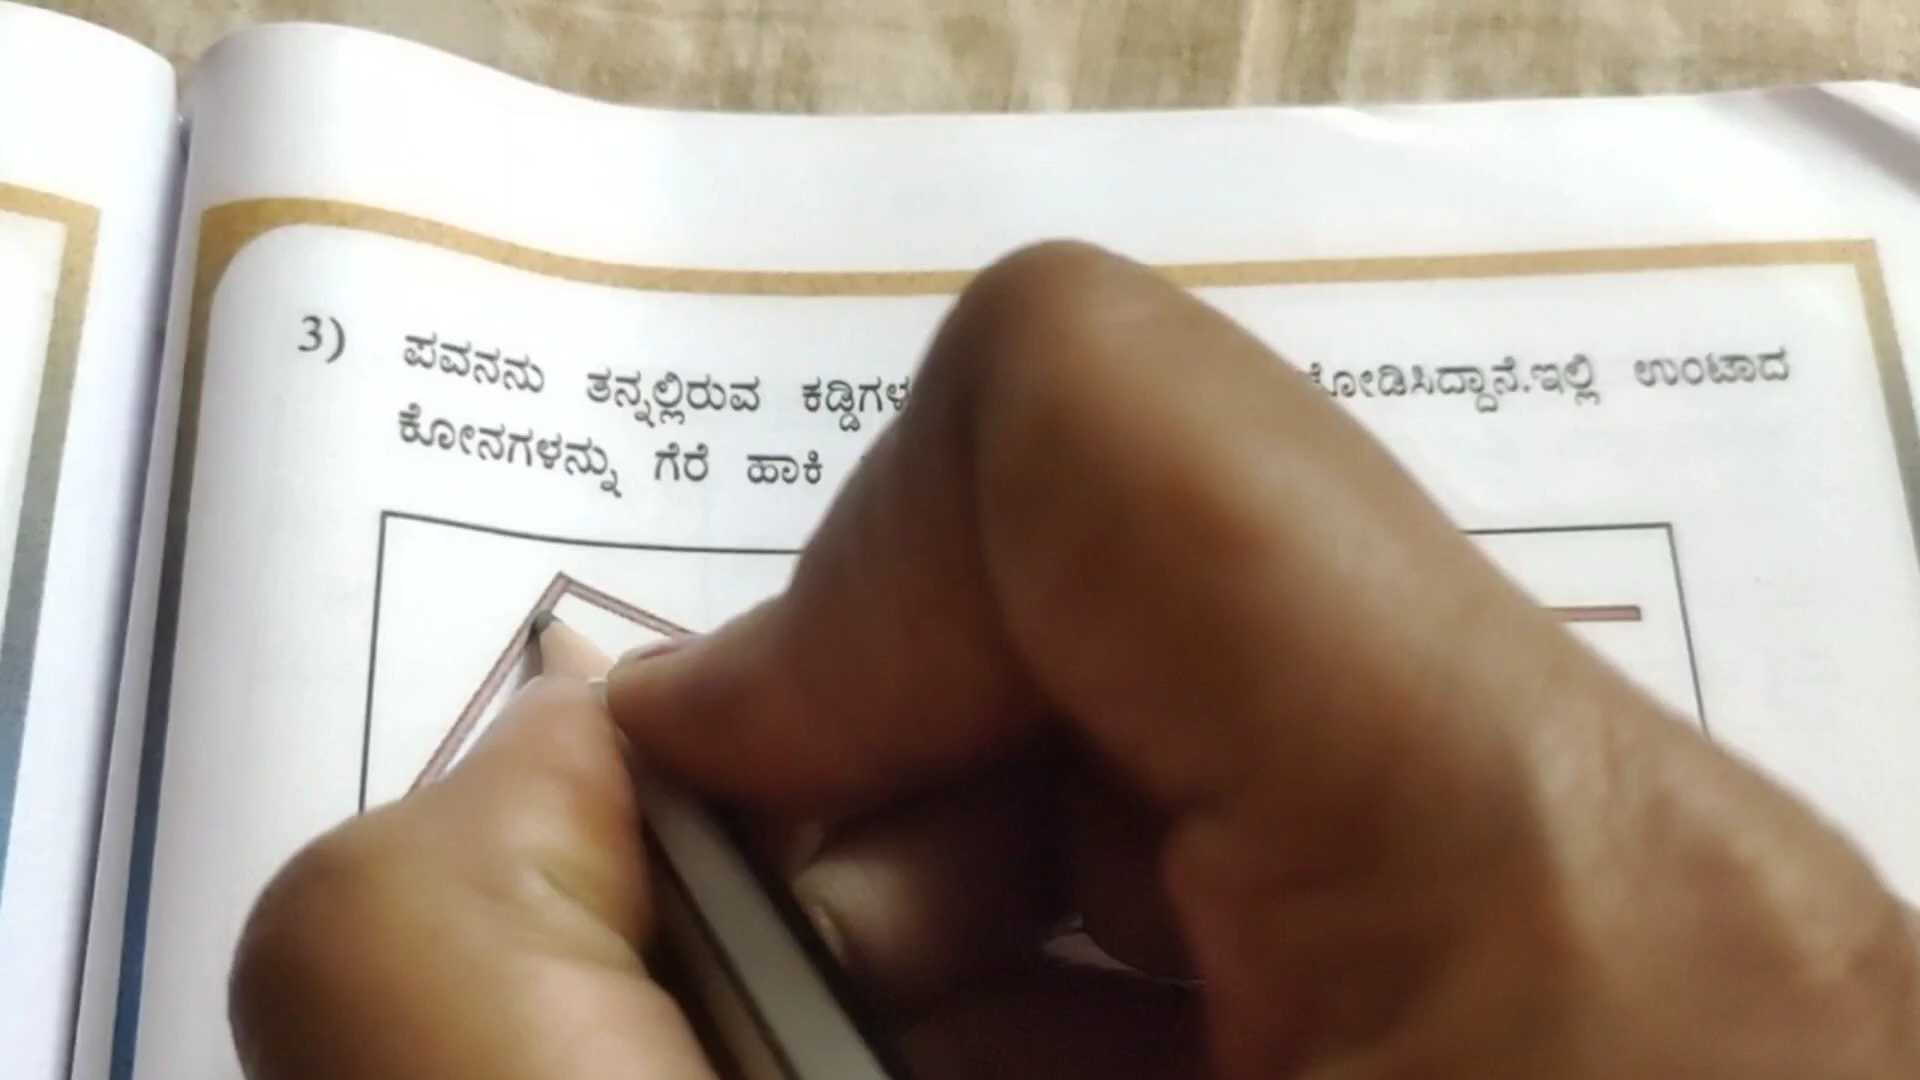 3) ಪವನನು ತನ್ನಲ್ಲಿರುವ ಕಡ್ಡಿಗಳ ಜೋಡಿಸಿದ್ದಾನೆ.ಇಲ್ಲಿ ಉಂಟಾದ
ಕೋನಗಳನ್ನು ಗೆರೆ ಹಾಕಿ